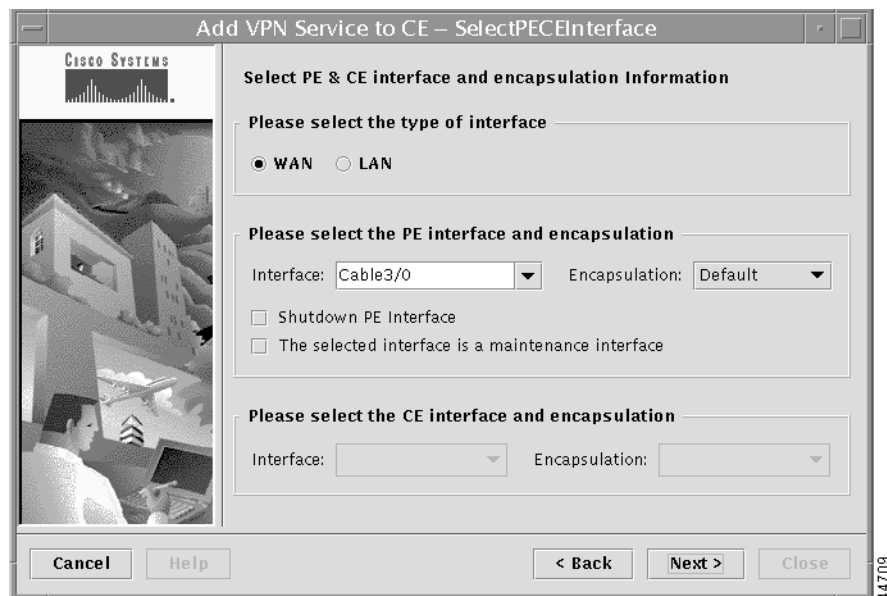 Add VPN Service to CE – SelectPECEInterface
CISCO SYSTEMS
Select PE & CE interface and encapsulation Information
Please select the type of interface
WAN LAN
Please select the PE interface and encapsulation
Interface: Cable3/0 Encapsulation: Default
Shutdown PE Interface
The selected interface is a maintenance interface
Please select the CE interface and encapsulation
Interface: Encapsulation:
Cancel Help < Back Next > Close